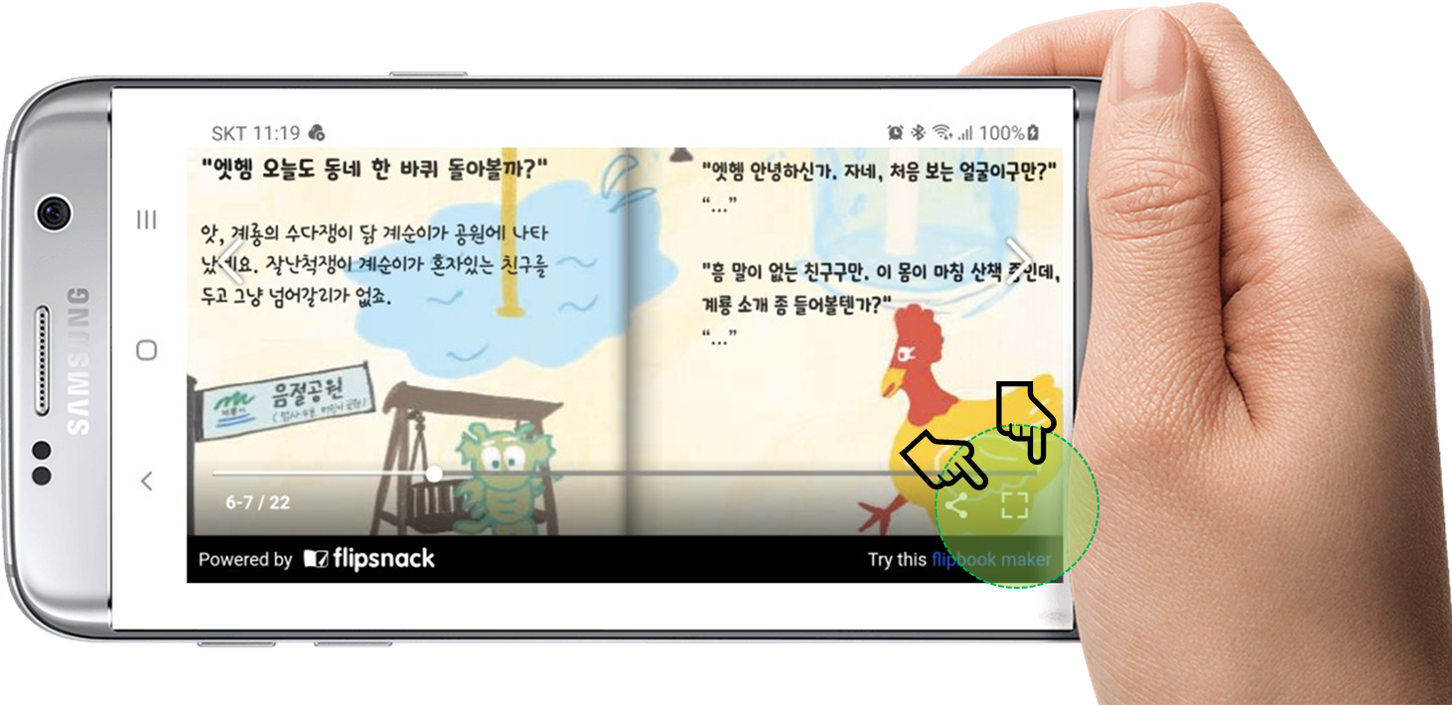 SAMSUNG
SKT 11:19
100%
"엣헴 오늘도 동네 한 바퀴 돌아볼까?"
앗, 계룡의 수다쟁이 닭 계순이가 공원에 나타
났네요. 잘난척쟁이 계순이가 혼자있는 친구를
두고 그냥 넘어갈리가 없죠.
음절공원
"엣헴 안녕하신가. 자네, 처음 보는 얼굴이구만?"
“...”
"흠 말이 없는 친구구만. 이 몸이 마침 산책 중인데,
계룡 소개 좀 들어볼텐가?"
“...”
6-7 / 22
Powered by flipsnack
Try this flipbook maker